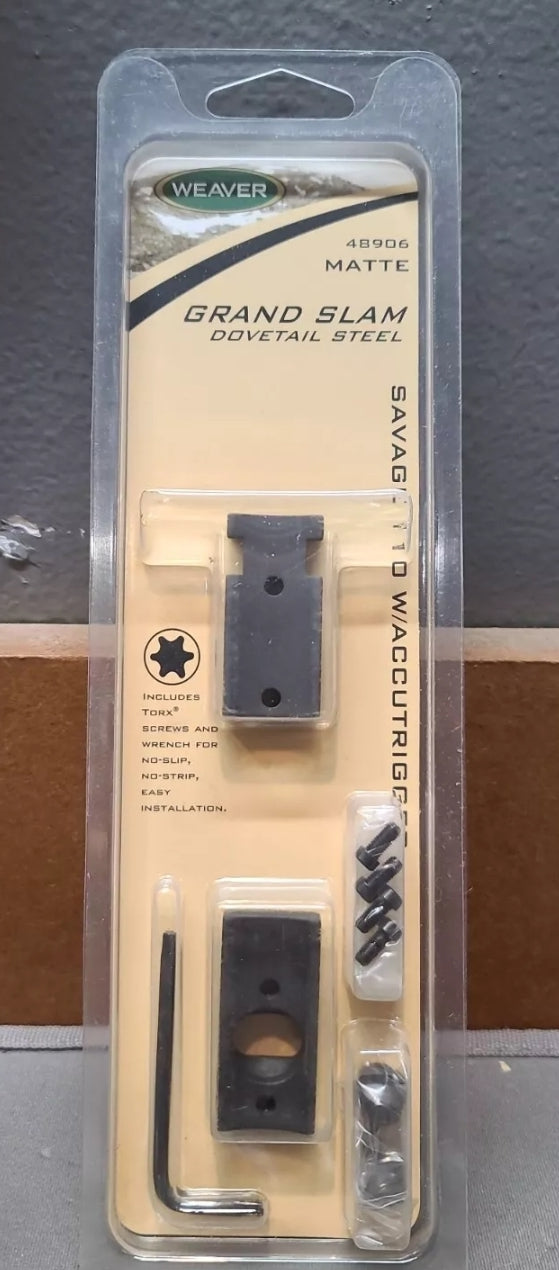 WEAVER
48906
MATTE
GRAND SLAM
DOVETAIL STEEL
W/ACCUTRIGGER
INCLUDES
TORX®
SCREWS AND
WRENCH FOR
NO-SLIP,
NO-STRIP,
EASY
INSTALLATION.